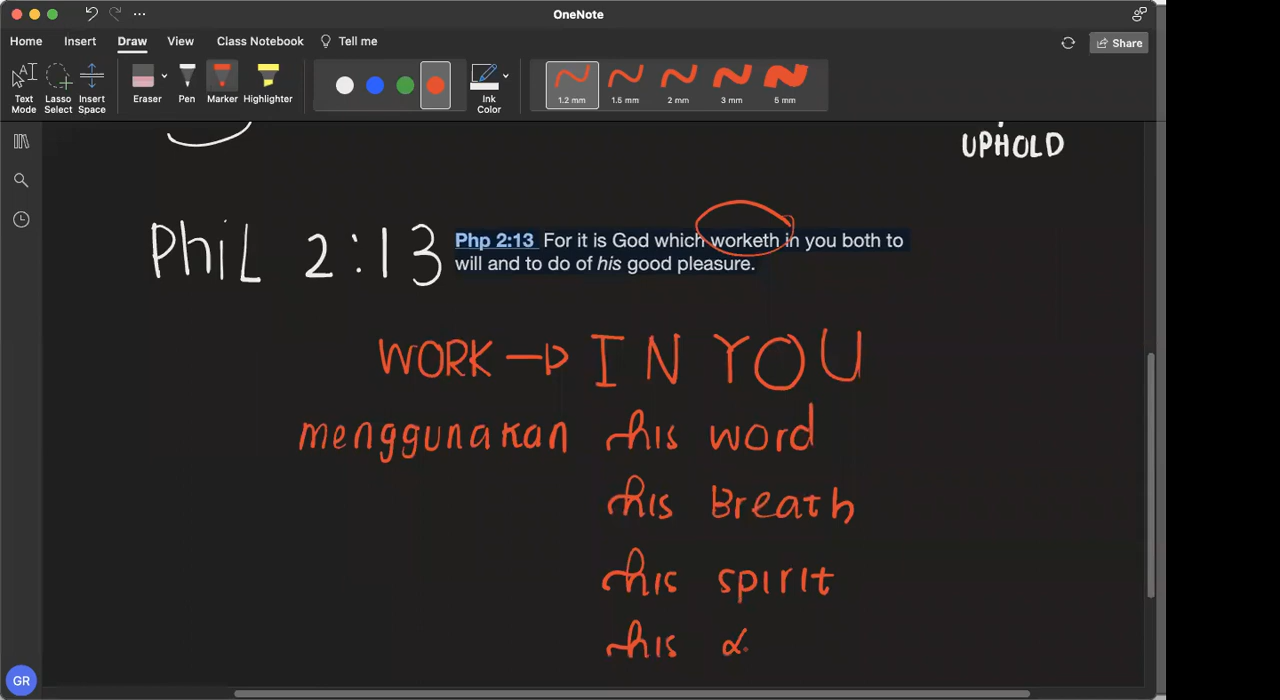 OneNote
Home Insert Draw View Class Notebook Tell me
Share
Text Mode
Lasso Select
Insert Space
Eraser
Pen
Marker
Highlighter
Ink Color
1.2 mm 1.5 mm 2 mm 3 mm 5 mm
UPHOLD
PhiL 2:13
Php 2:13 For it is God which worketh in you both to
will and to do of his good pleasure.
WORK → IN YOU
menggunakan his word
his Breath
his spirit
his
GR